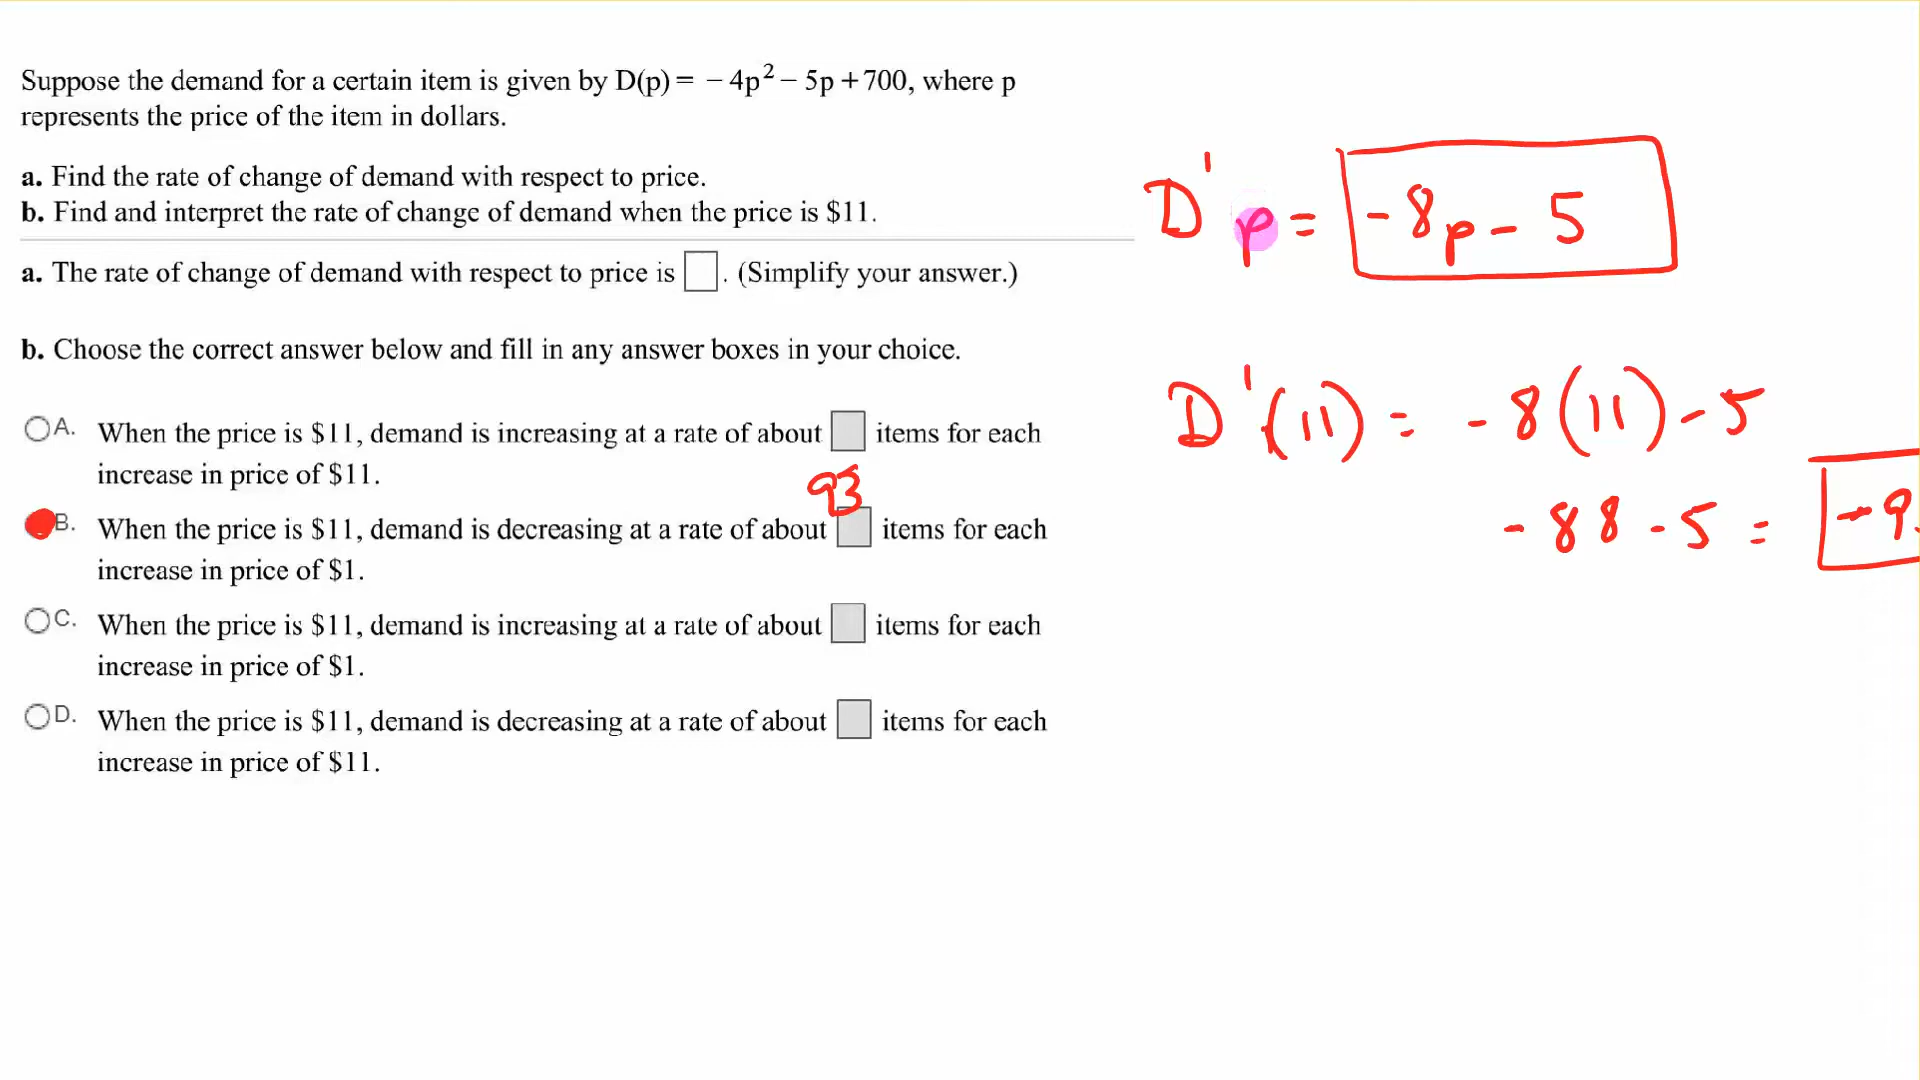 Suppose the demand for a certain item is given by D(p) = − 4p² − 5p + 700, where p
represents the price of the item in dollars.
a. Find the rate of change of demand with respect to price.
b. Find and interpret the rate of change of demand when the price is $11.
a. The rate of change of demand with respect to price is . (Simplify your answer.)
b. Choose the correct answer below and fill in any answer boxes in your choice.
A. When the price is $11, demand is increasing at a rate of about items for each
increase in price of $11.
93
B. When the price is $11, demand is decreasing at a rate of about items for each
increase in price of $1.
C. When the price is $11, demand is increasing at a rate of about items for each
increase in price of $1.
D. When the price is $11, demand is decreasing at a rate of about items for each
increase in price of $11.
D' p = -8p - 5
D'(11) = -8(11) - 5
-88 - 5 = -9